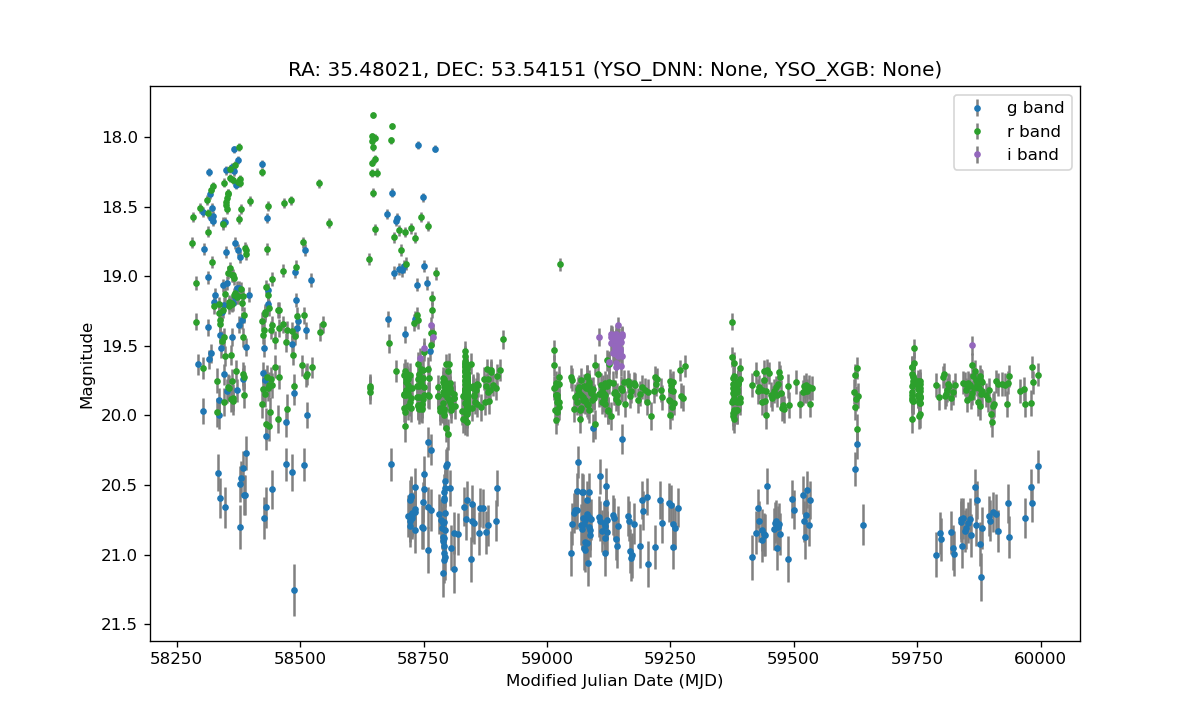 RA: 35.48021, DEC: 53.54151 (YSO_DNN: None, YSO_XGB: None)
g band
r band
i band
18.0
18.5
19.0
19.5
20.0
20.5
21.0
21.5
Magnitude
58250 58500 58750 59000 59250 59500 59750 60000
Modified Julian Date (MJD)